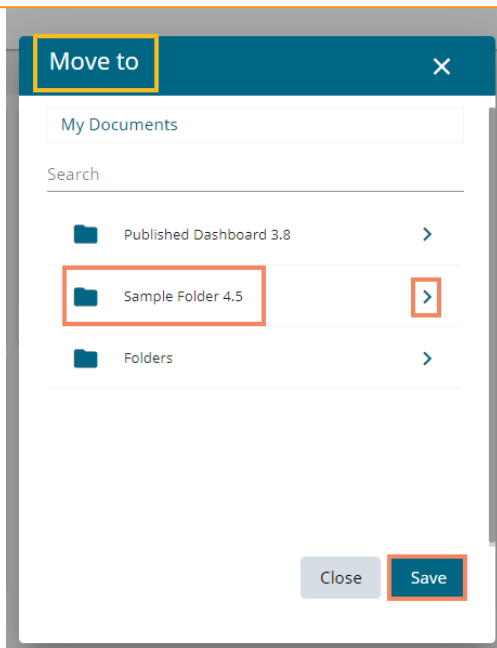 Move to
My Documents
Search
Published Dashboard 3.8
Sample Folder 4.5
Folders
Close Save